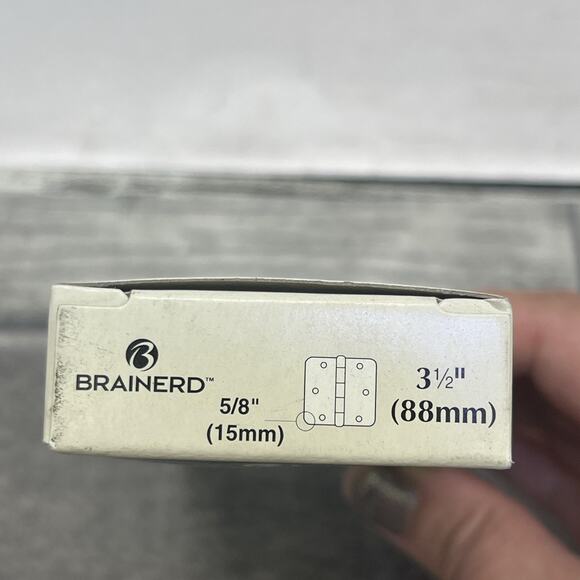 B
BRAINERD™
5/8"
(15mm)
3½"
(88mm)